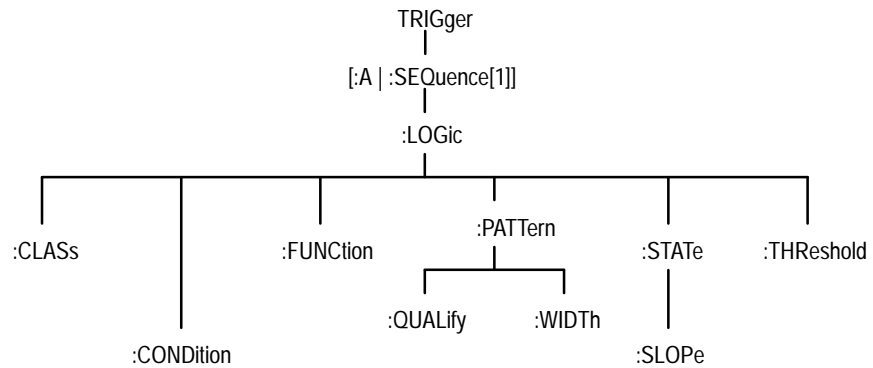 TRIGger
[:A | :SEQuence[1]]
:LOGic
:CLASs
:CONDition
:FUNCtion
:PATTern
:QUALify
:WIDTh
:STATe
:SLOPe
:THReshold